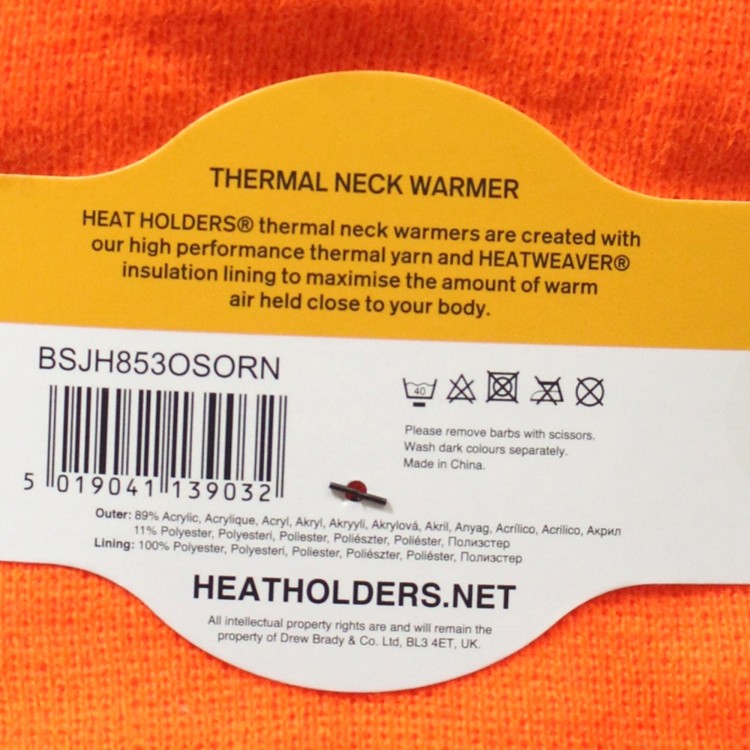 THERMAL NECK WARMER
HEAT HOLDERS® thermal neck warmers are created with
our high performance thermal yarn and HEATWEAVER®
insulation lining to maximise the amount of warm
air held close to your body.
BSJH853OSORN
40
Please remove barbs with scissors.
Wash dark colours separately.
Made in China.
5 019041 139032
Outer: 89% Acrylic, Acrylique, Acryl, Akryl, Akryyli, Akrylová, Akril, Anyag, Acrílico, Acrilico, Акрил
11% Polyester, Polyesteri, Poliester, Poliészter, Poliéster, Полиэстер
Lining: 100% Polyester, Polyesteri, Poliester, Poliészter, Poliéster, Полиэстер
HEATHOLDERS.NET
All intellectual property rights are and will remain the
property of Drew Brady & Co. Ltd, BL3 4ET, UK.